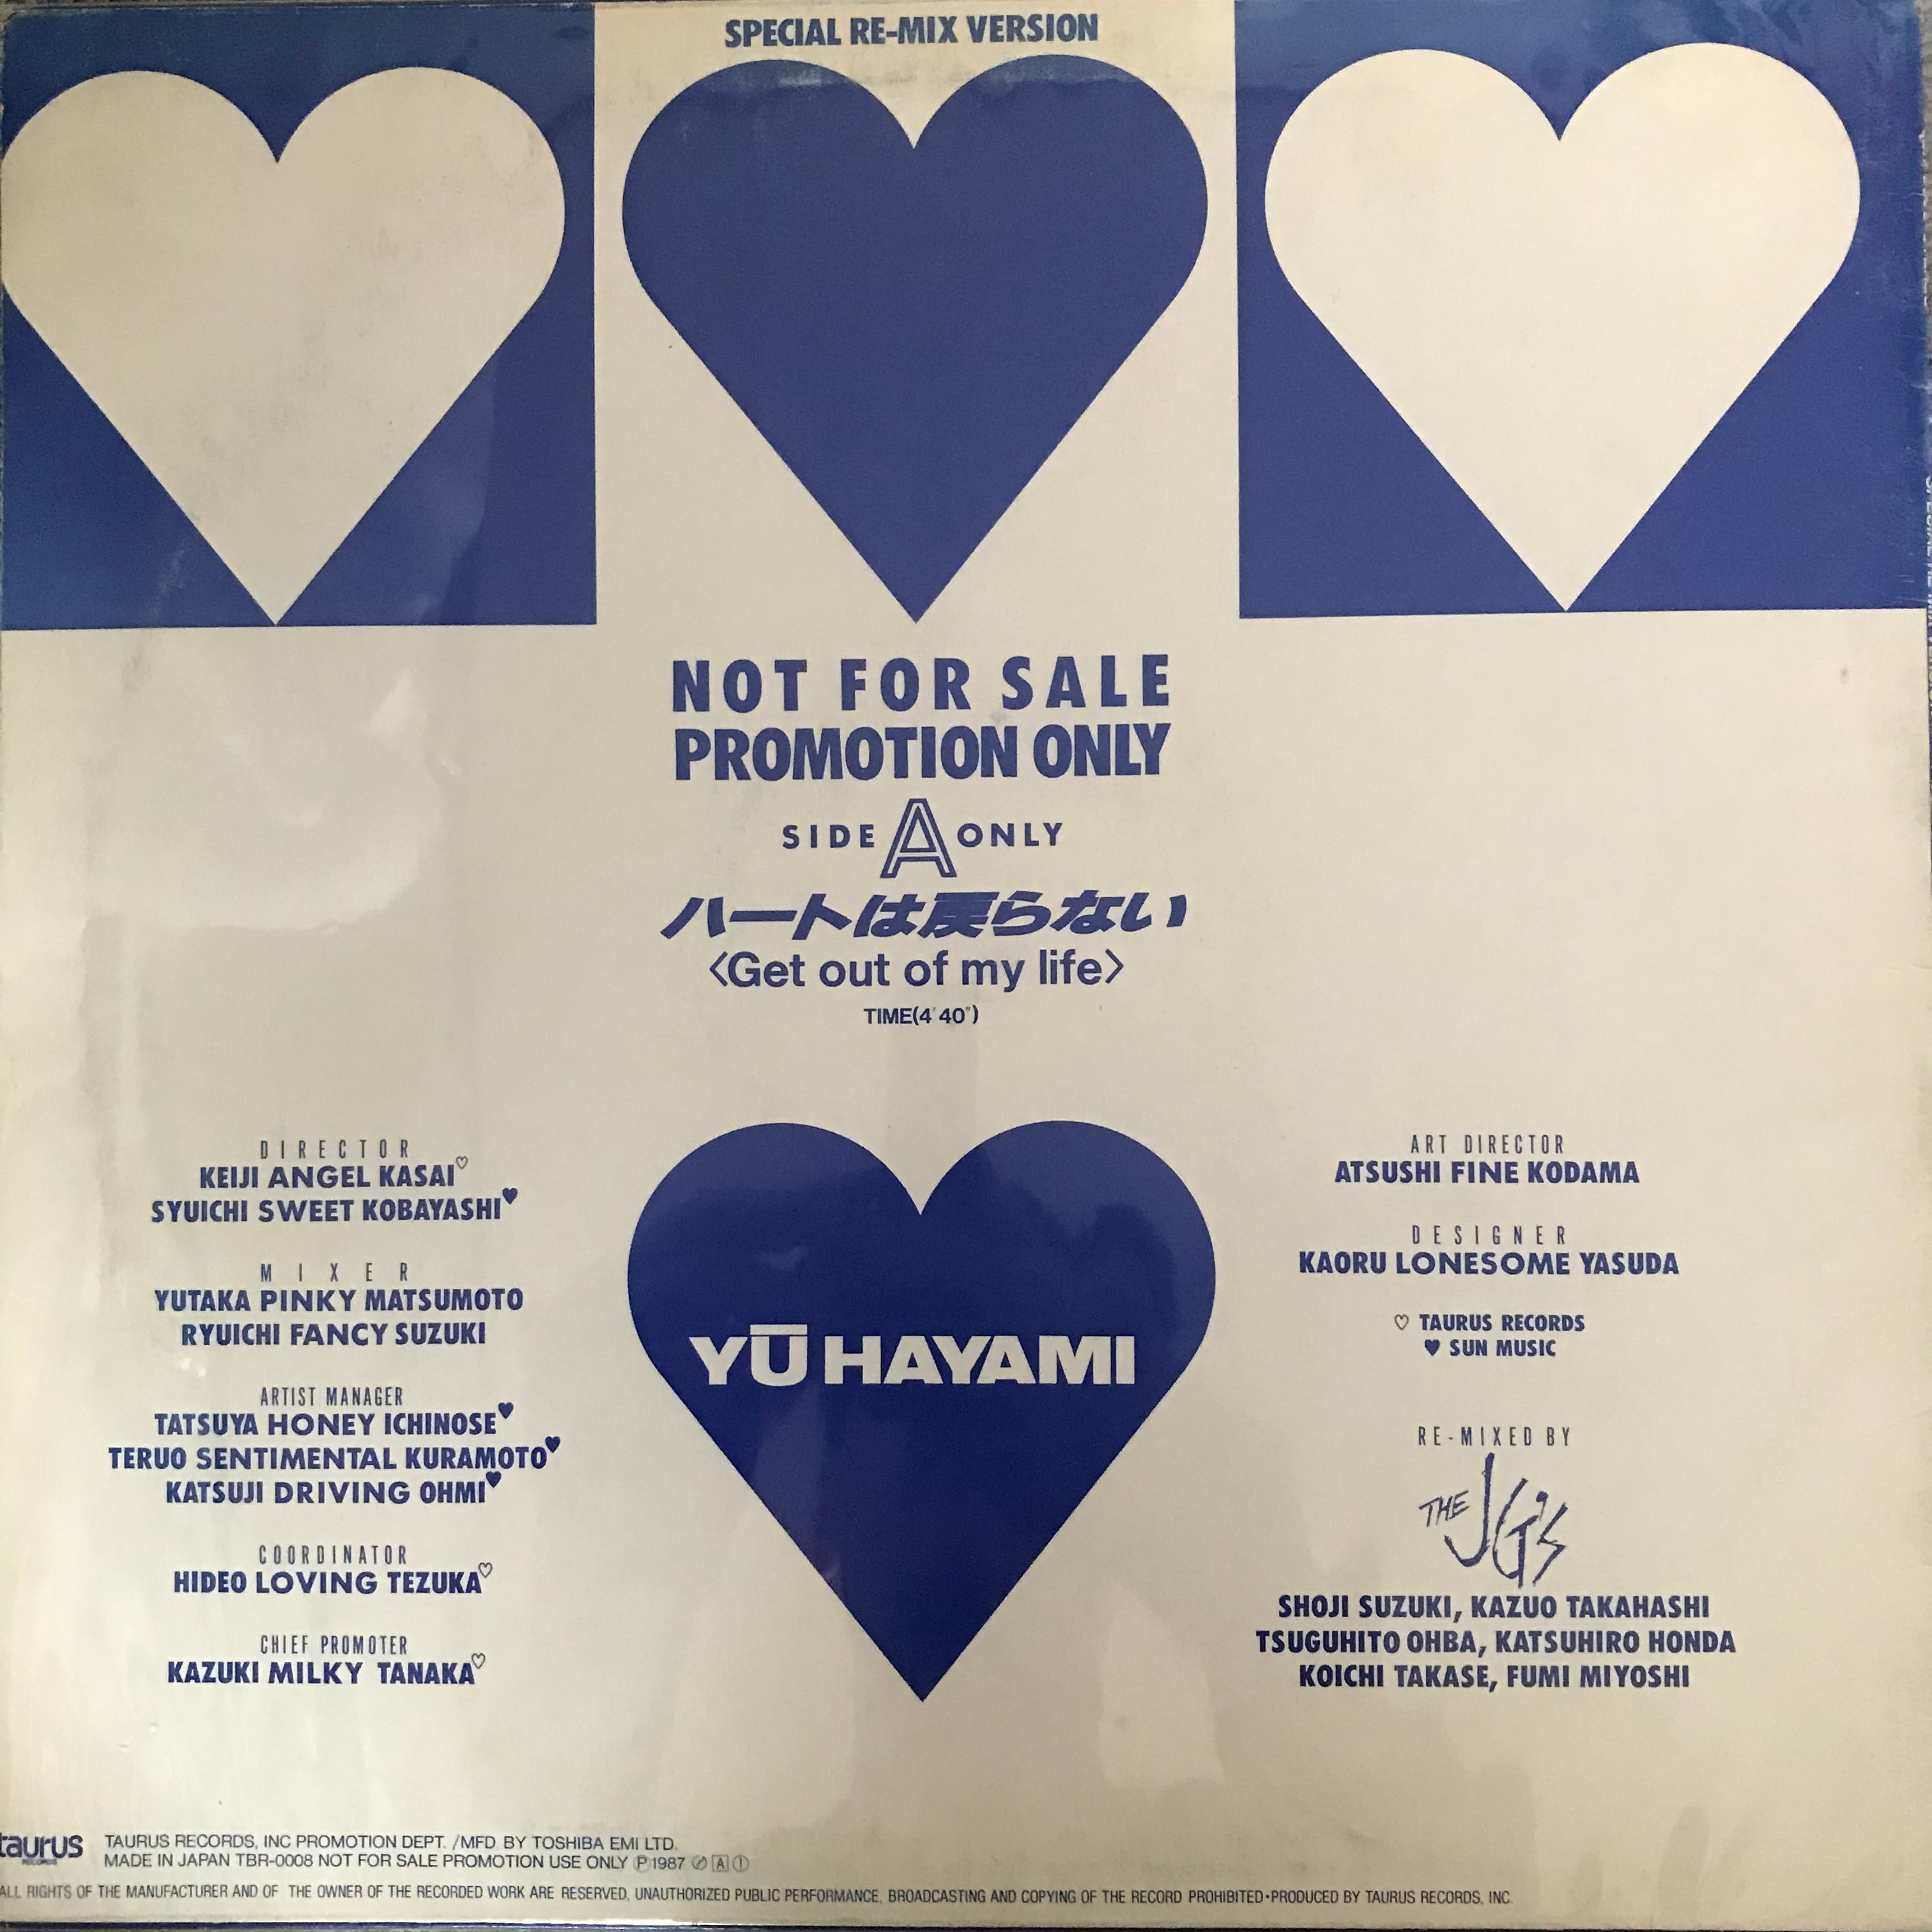 SPECIAL RE-MIX VERSION
NOT FOR SALE
PROMOTION ONLY
SIDE A ONLY
ハートは戻らない
〈Get out of my life〉
TIME(4'40")
DIRECTOR
KEIJI ANGEL KASAI♡
SYUICHI SWEET KOBAYASHI♥
MIXER
YUTAKA PINKY MATSUMOTO
RYUICHI FANCY SUZUKI
ARTIST MANAGER
TATSUYA HONEY ICHINOSE♥
TERUO SENTIMENTAL KURAMOTO♥
KATSUJI DRIVING OHMI♥
COORDINATOR
HIDEO LOVING TEZUKA♡
CHIEF PROMOTER
KAZUKI MILKY TANAKA♡
YŪ HAYAMI
ART DIRECTOR
ATSUSHI FINE KODAMA
DESIGNER
KAORU LONESOME YASUDA
♡ TAURUS RECORDS
♥ SUN MUSIC
RE-MIXED BY
THE JG'S
SHOJI SUZUKI, KAZUO TAKAHASHI
TSUGUHITO OHBA, KATSUHIRO HONDA
KOICHI TAKASE, FUMI MIYOSHI
taurus
RECORDS
TAURUS RECORDS, INC PROMOTION DEPT. /MFD. BY TOSHIBA EMI LTD.
MADE IN JAPAN TBR-0008 NOT FOR SALE PROMOTION USE ONLY Ⓟ1987 Ⓐ Ⓘ
ALL RIGHTS OF THE MANUFACTURER AND OF THE OWNER OF THE RECORDED WORK ARE RESERVED, UNAUTHORIZED PUBLIC PERFORMANCE, BROADCASTING AND COPYING OF THE RECORD PROHIBITED•PRODUCED BY TAURUS RECORDS, INC.